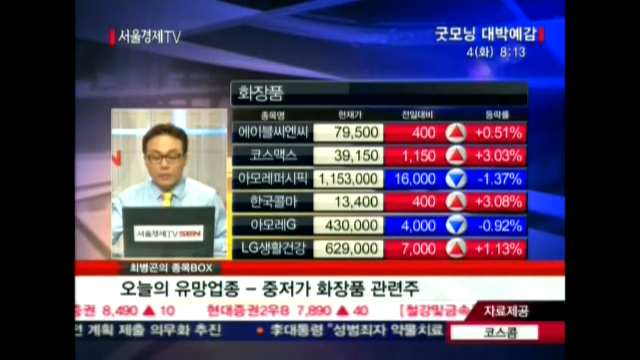 서울경제TV
굿모닝 대박예감
4(화) 8:13
화장품
종목명 현재가 전일대비 등락률
에이블씨엔씨 79,500 400 ▲ +0.51%
코스맥스 39,150 1,150 ▲ +3.03%
아모레퍼시픽 1,153,000 16,000 ▼ -1.37%
한국콜마 13,400 400 ▲ +3.08%
아모레G 430,000 4,000 ▼ -0.92%
LG생활건강 629,000 7,000 ▲ +1.13%
서울경제TV SEN
최병곤의 종목BOX
오늘의 유망업종 - 중저가 화장품 관련주
증권 8,490 ▲ 10 현대증권2우B 7,890 ▲ 40 [철강및금속
자료제공
런 계획 제출 의무화 추진 • 李대통령 "성범죄자 약물치료
코스콤